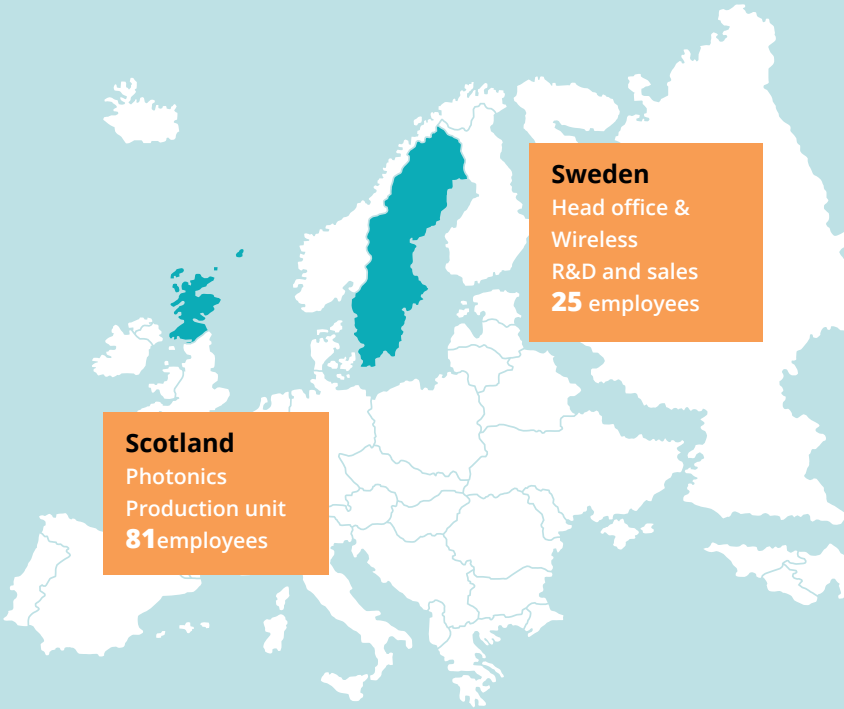 Sweden
Head office &
Wireless
R&D and sales
25 employees
Scotland
Photonics
Production unit
81employees